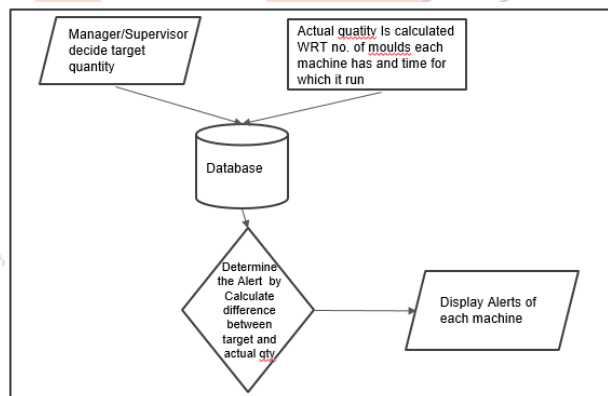 Manager/Supervisor
decide target
quantity
Actual quatity Is calculated
WRT no. of moulds each
machine has and time for
which it run
Database
Determine
the Alert by
Calculate
difference
between
target and
actual qty
Display Alerts of
each machine